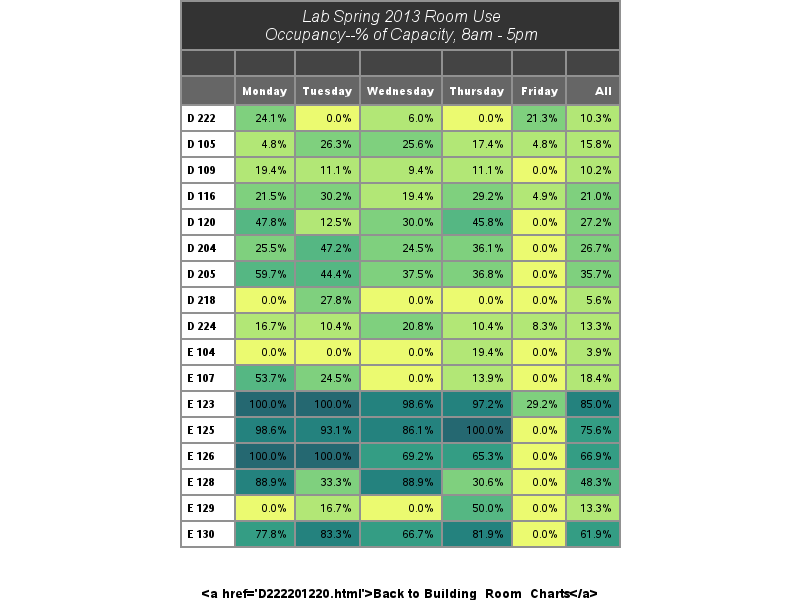 Lab Spring 2013 Room Use
Occupancy--% of Capacity, 8am - 5pm
Monday Tuesday Wednesday Thursday Friday All
D 222 24.1% 0.0% 6.0% 0.0% 21.3% 10.3%
D 105 4.8% 26.3% 25.6% 17.4% 4.8% 15.8%
D 109 19.4% 11.1% 9.4% 11.1% 0.0% 10.2%
D 116 21.5% 30.2% 19.4% 29.2% 4.9% 21.0%
D 120 47.8% 12.5% 30.0% 45.8% 0.0% 27.2%
D 204 25.5% 47.2% 24.5% 36.1% 0.0% 26.7%
D 205 59.7% 44.4% 37.5% 36.8% 0.0% 35.7%
D 218 0.0% 27.8% 0.0% 0.0% 0.0% 5.6%
D 224 16.7% 10.4% 20.8% 10.4% 8.3% 13.3%
E 104 0.0% 0.0% 0.0% 19.4% 0.0% 3.9%
E 107 53.7% 24.5% 0.0% 13.9% 0.0% 18.4%
E 123 100.0% 100.0% 98.6% 97.2% 29.2% 85.0%
E 125 98.6% 93.1% 86.1% 100.0% 0.0% 75.6%
E 126 100.0% 100.0% 69.2% 65.3% 0.0% 66.9%
E 128 88.9% 33.3% 88.9% 30.6% 0.0% 48.3%
E 129 0.0% 16.7% 0.0% 50.0% 0.0% 13.3%
E 130 77.8% 83.3% 66.7% 81.9% 0.0% 61.9%
<a href='D222201220.html'>Back to Building_Room_Charts</a>